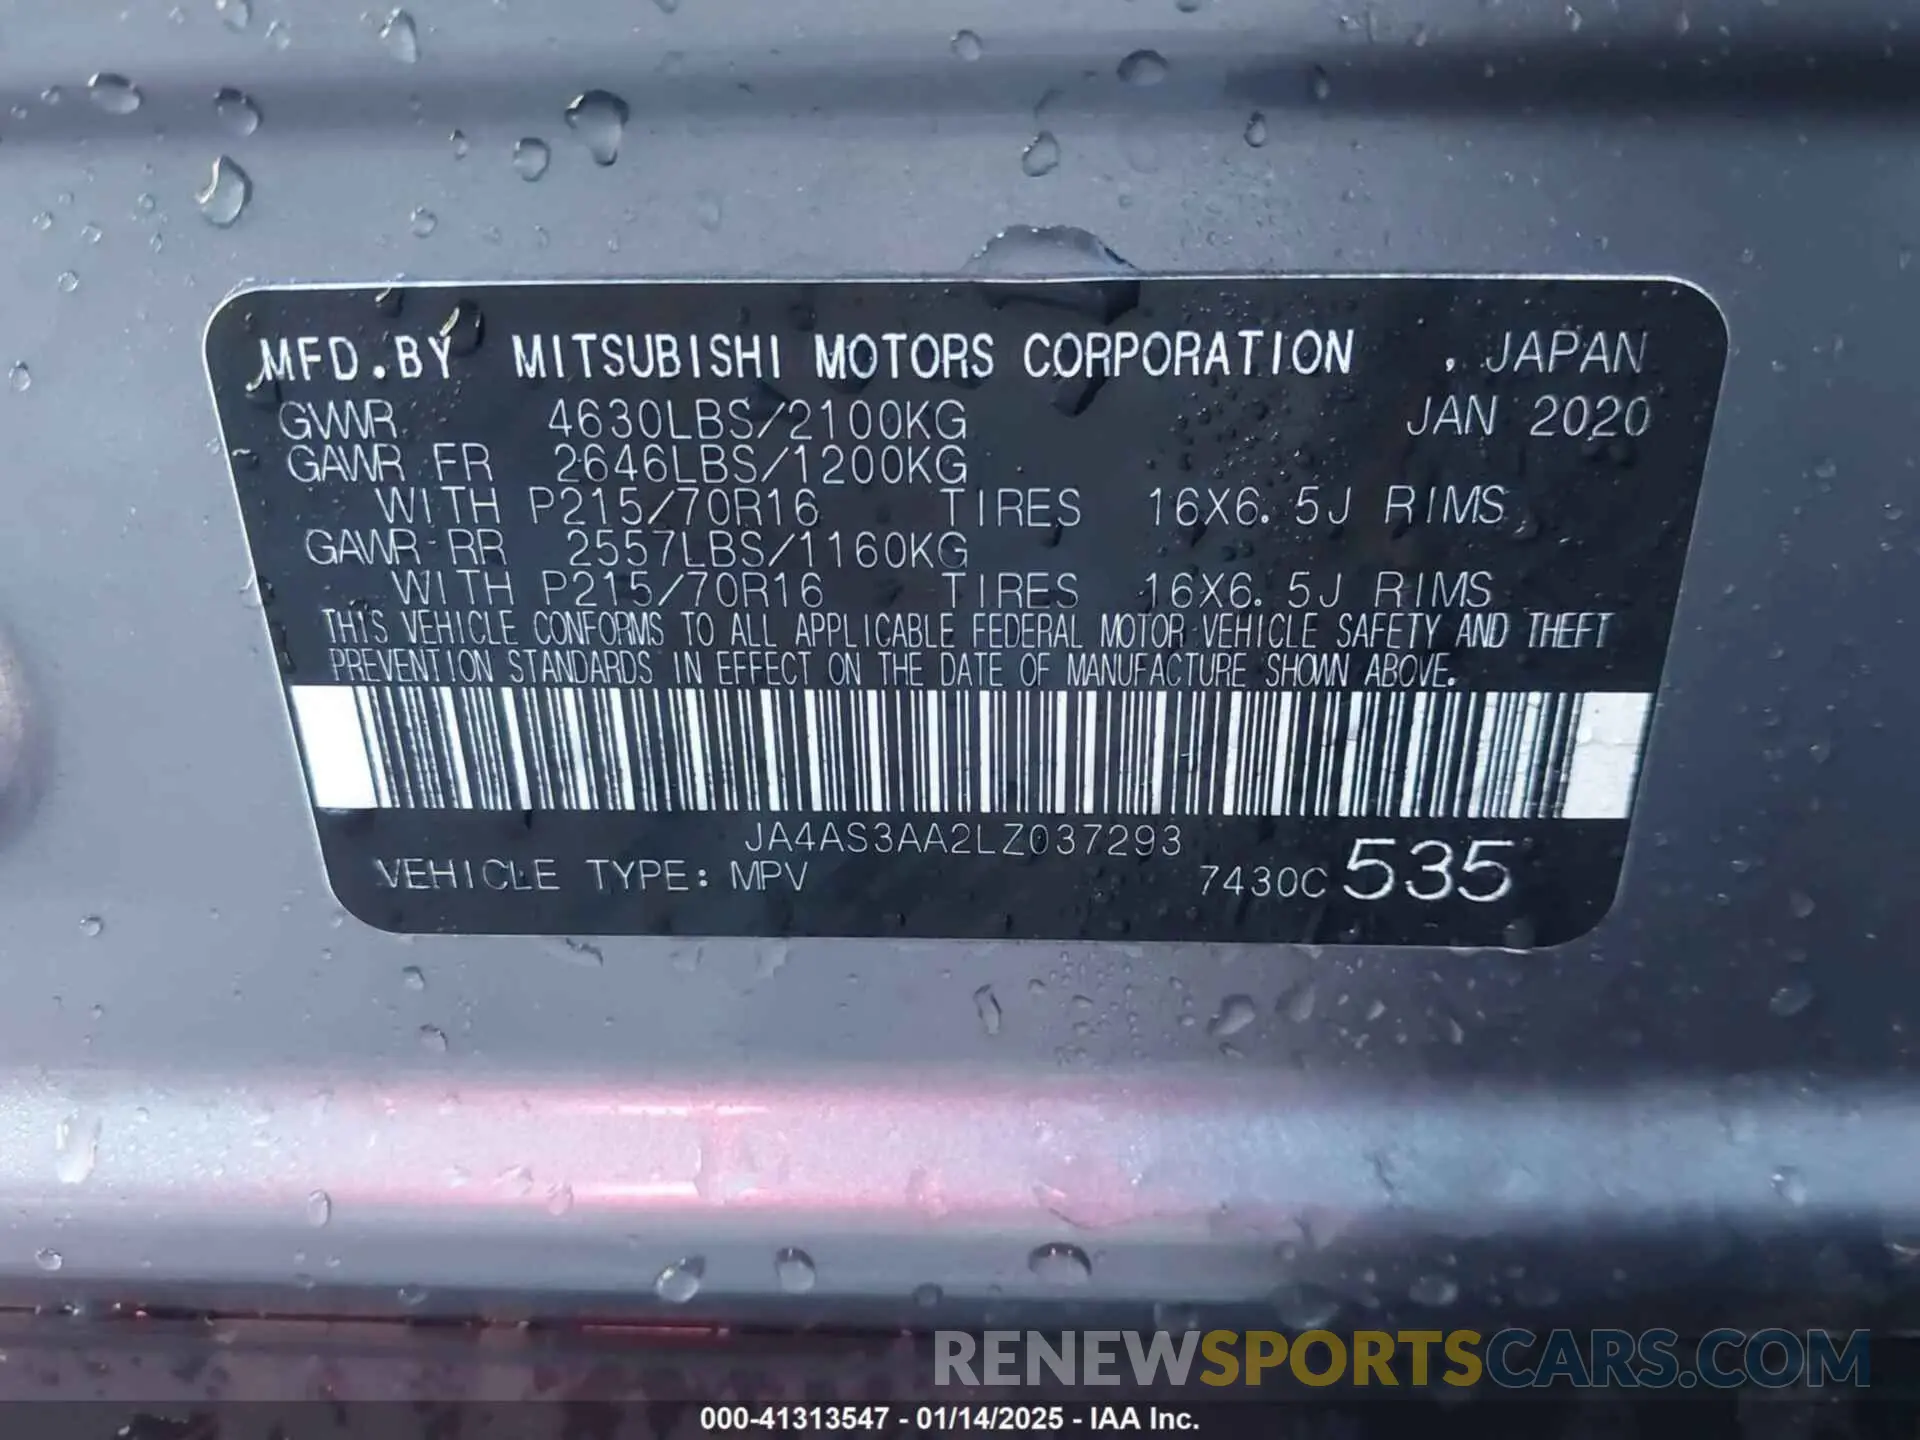 MFD.BY MITSUBISHI MOTORS CORPORATION , JAPAN
GVWR 4630LBS/2100KG JAN 2020
GAWR FR 2646LBS/1200KG
WITH P215/70R16 TIRES 16X6.5J RIMS
GAWR RR 2557LBS/1160KG
WITH P215/70R16 TIRES 16X6.5J RIMS
THIS VEHICLE CONFORMS TO ALL APPLICABLE FEDERAL MOTOR VEHICLE SAFETY AND THEFT
PREVENTION STANDARDS IN EFFECT ON THE DATE OF MANUFACTURE SHOWN ABOVE.
JA4AS3AA2LZ037293
VEHICLE TYPE: MPV 7430C 535
RENEWSPORTSCARS.COM
000-41313547 - 01/14/2025 - IAA Inc.